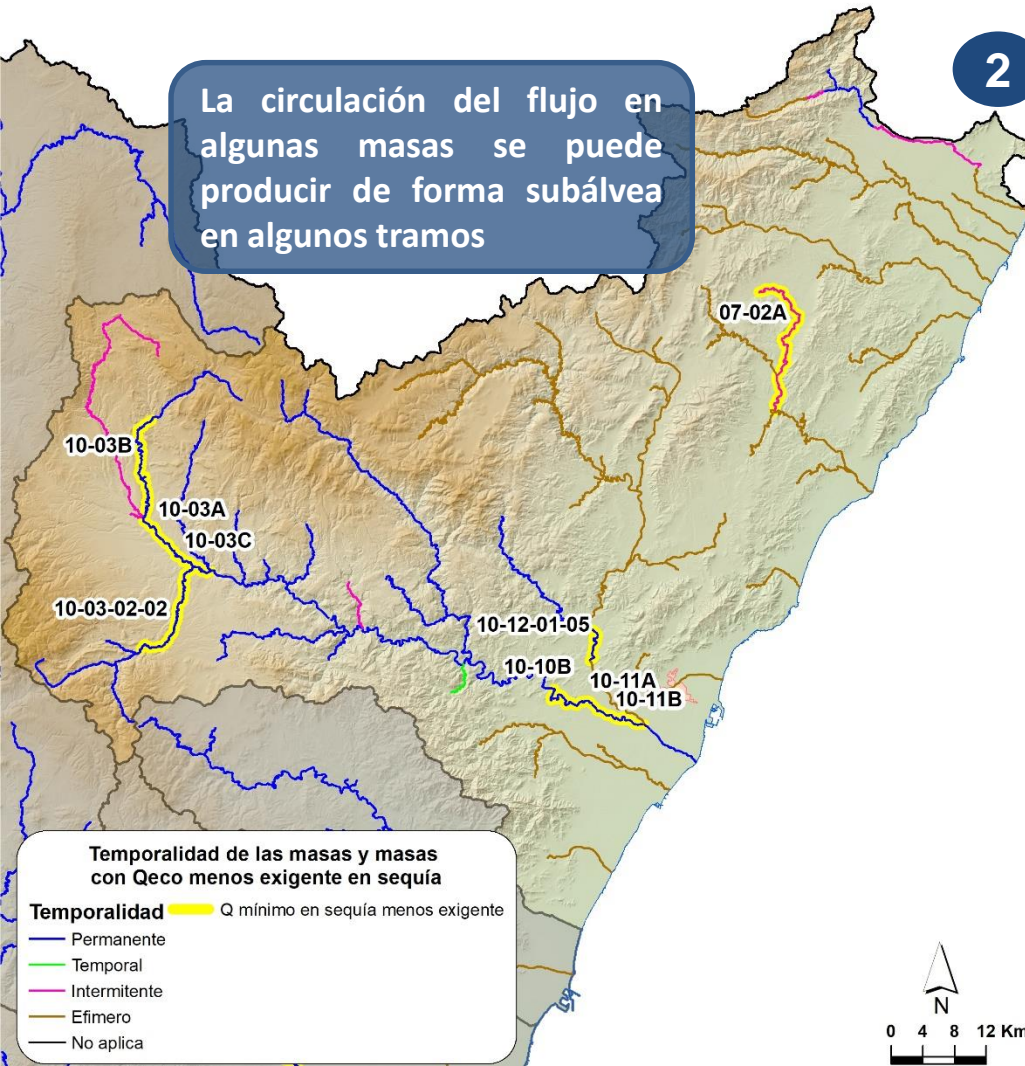 La circulación del flujo en
algunas masas se puede
producir de forma subálvea
en algunos tramos
2
07-02A
10-03B
10-03A
10-03C
10-03-02-02
10-12-01-05
10-10B
10-11A
10-11B
Temporalidad de las masas y masas
con Qeco menos exigente en sequía
Temporalidad
Q mínimo en sequía menos exigente
Permanente
Temporal
Intermitente
Efimero
No aplica
N
0 4 8 12 Km